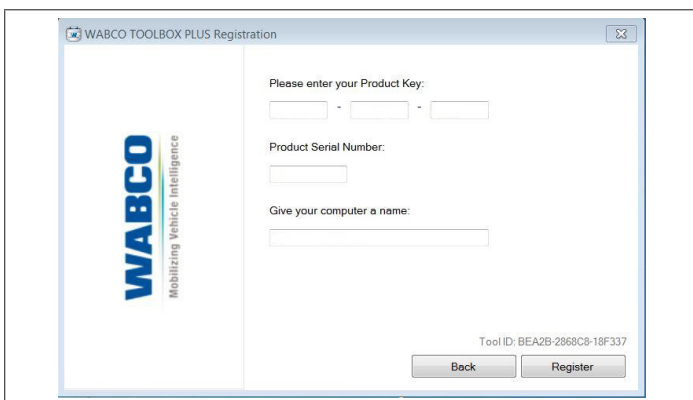 WABCO TOOLBOX PLUS Registration
WABCO
Mobilizing Vehicle Intelligence
Please enter your Product Key:
- -
Product Serial Number:
Give your computer a name:
Tool ID: BEA2B-2868C8-18F337
Back Register